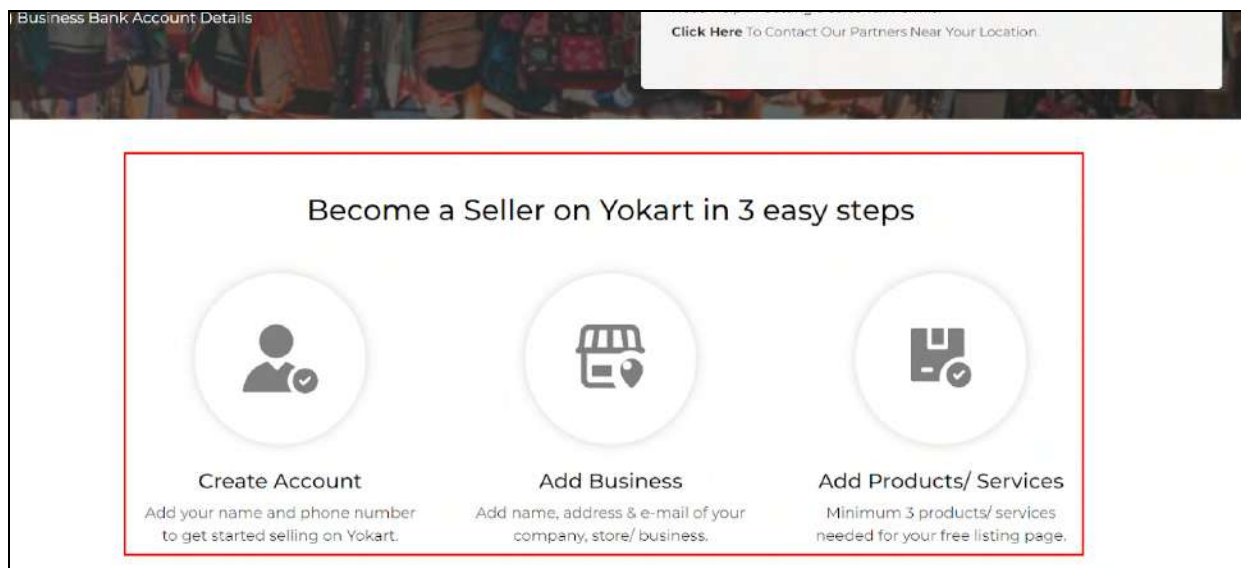 Business Bank Account Details
Click Here To Contact Our Partners Near Your Location.
Become a Seller on Yokart in 3 easy steps
Create Account
Add your name and phone number
to get started selling on Yokart.
Add Business
Add name, address & e-mail of your
company, store/ business.
Add Products/ Services
Minimum 3 products/ services
needed for your free listing page.